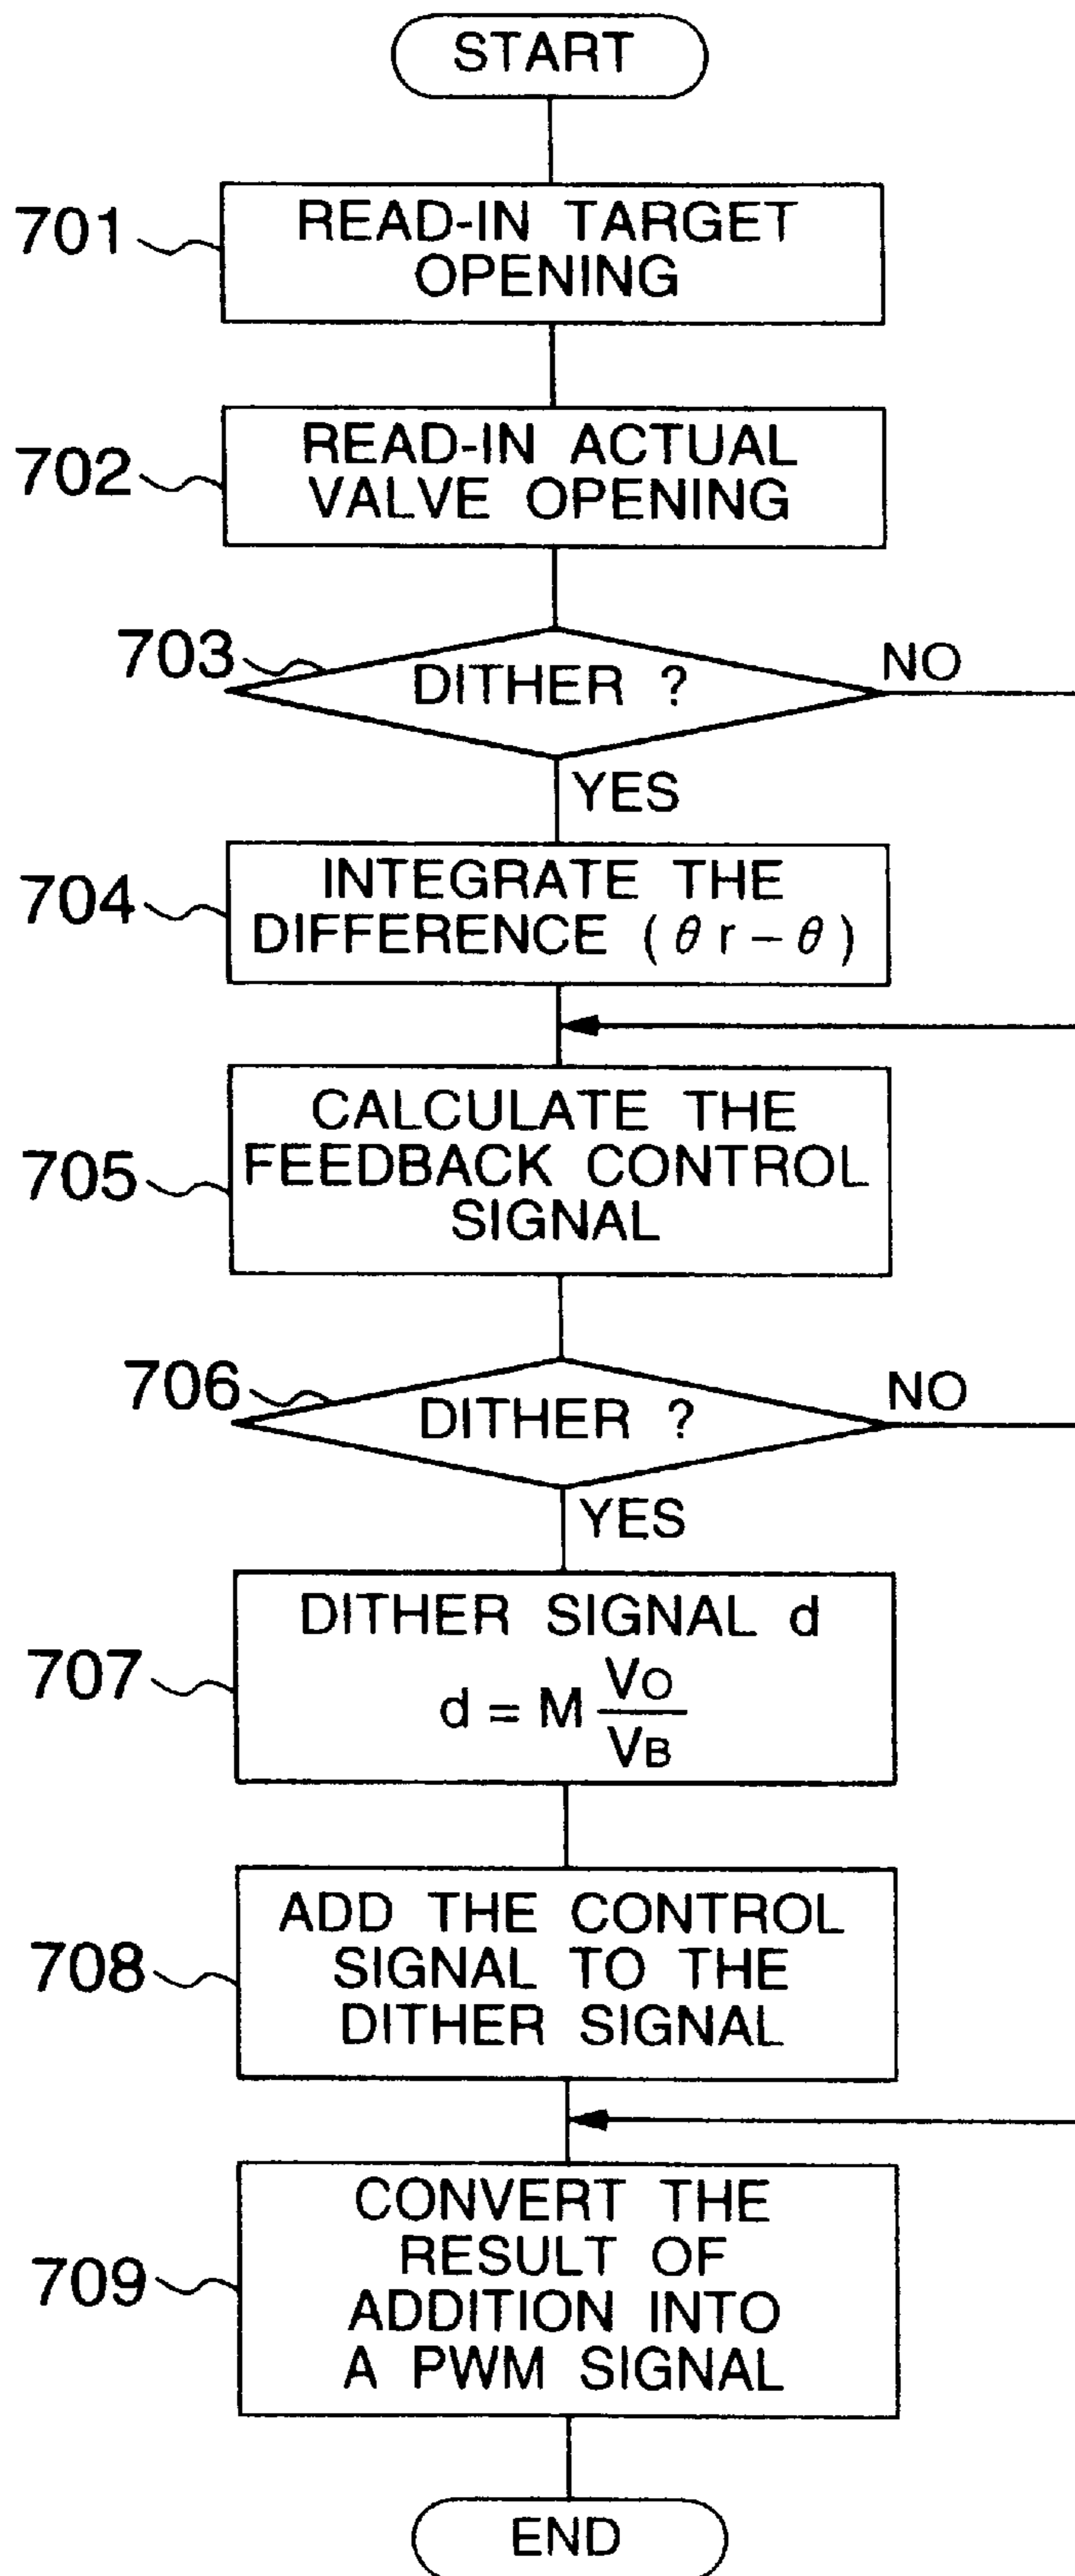 START
701
READ-IN TARGET
OPENING
702
READ-IN ACTUAL
VALVE OPENING
703
DITHER ?
NO
YES
704
INTEGRATE THE
DIFFERENCE (θr-θ)
705
CALCULATE THE
FEEDBACK CONTROL
SIGNAL
706
DITHER ?
NO
YES
707
DITHER SIGNAL d
d = M VO/VB
708
ADD THE CONTROL
SIGNAL TO THE
DITHER SIGNAL
709
CONVERT THE
RESULT OF
ADDITION INTO
A PWM SIGNAL
END